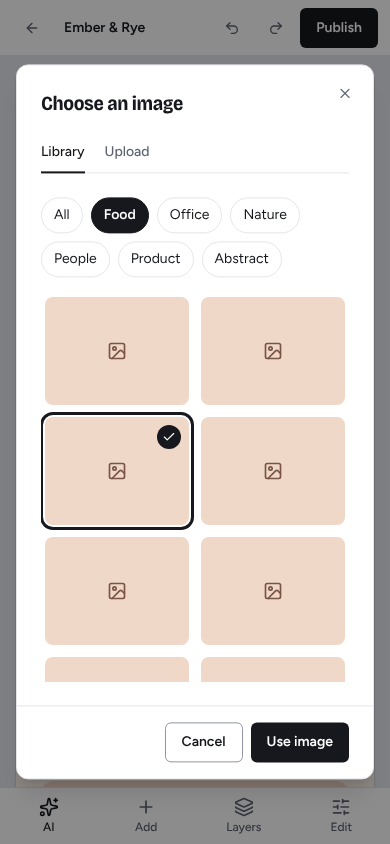 Ember & Rye
Publish
Choose an image
Library
Upload
All
Food
Office
Nature
People
Product
Abstract
Cancel
Use image
AI
Add
Layers
Edit